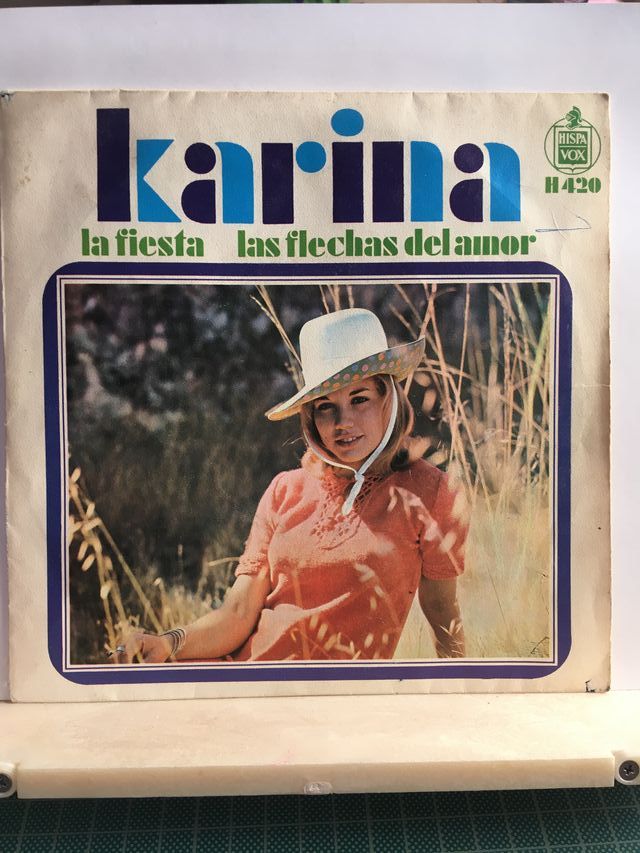 karina
HISPA
VOX
H 420
la fiesta las flechas del amor